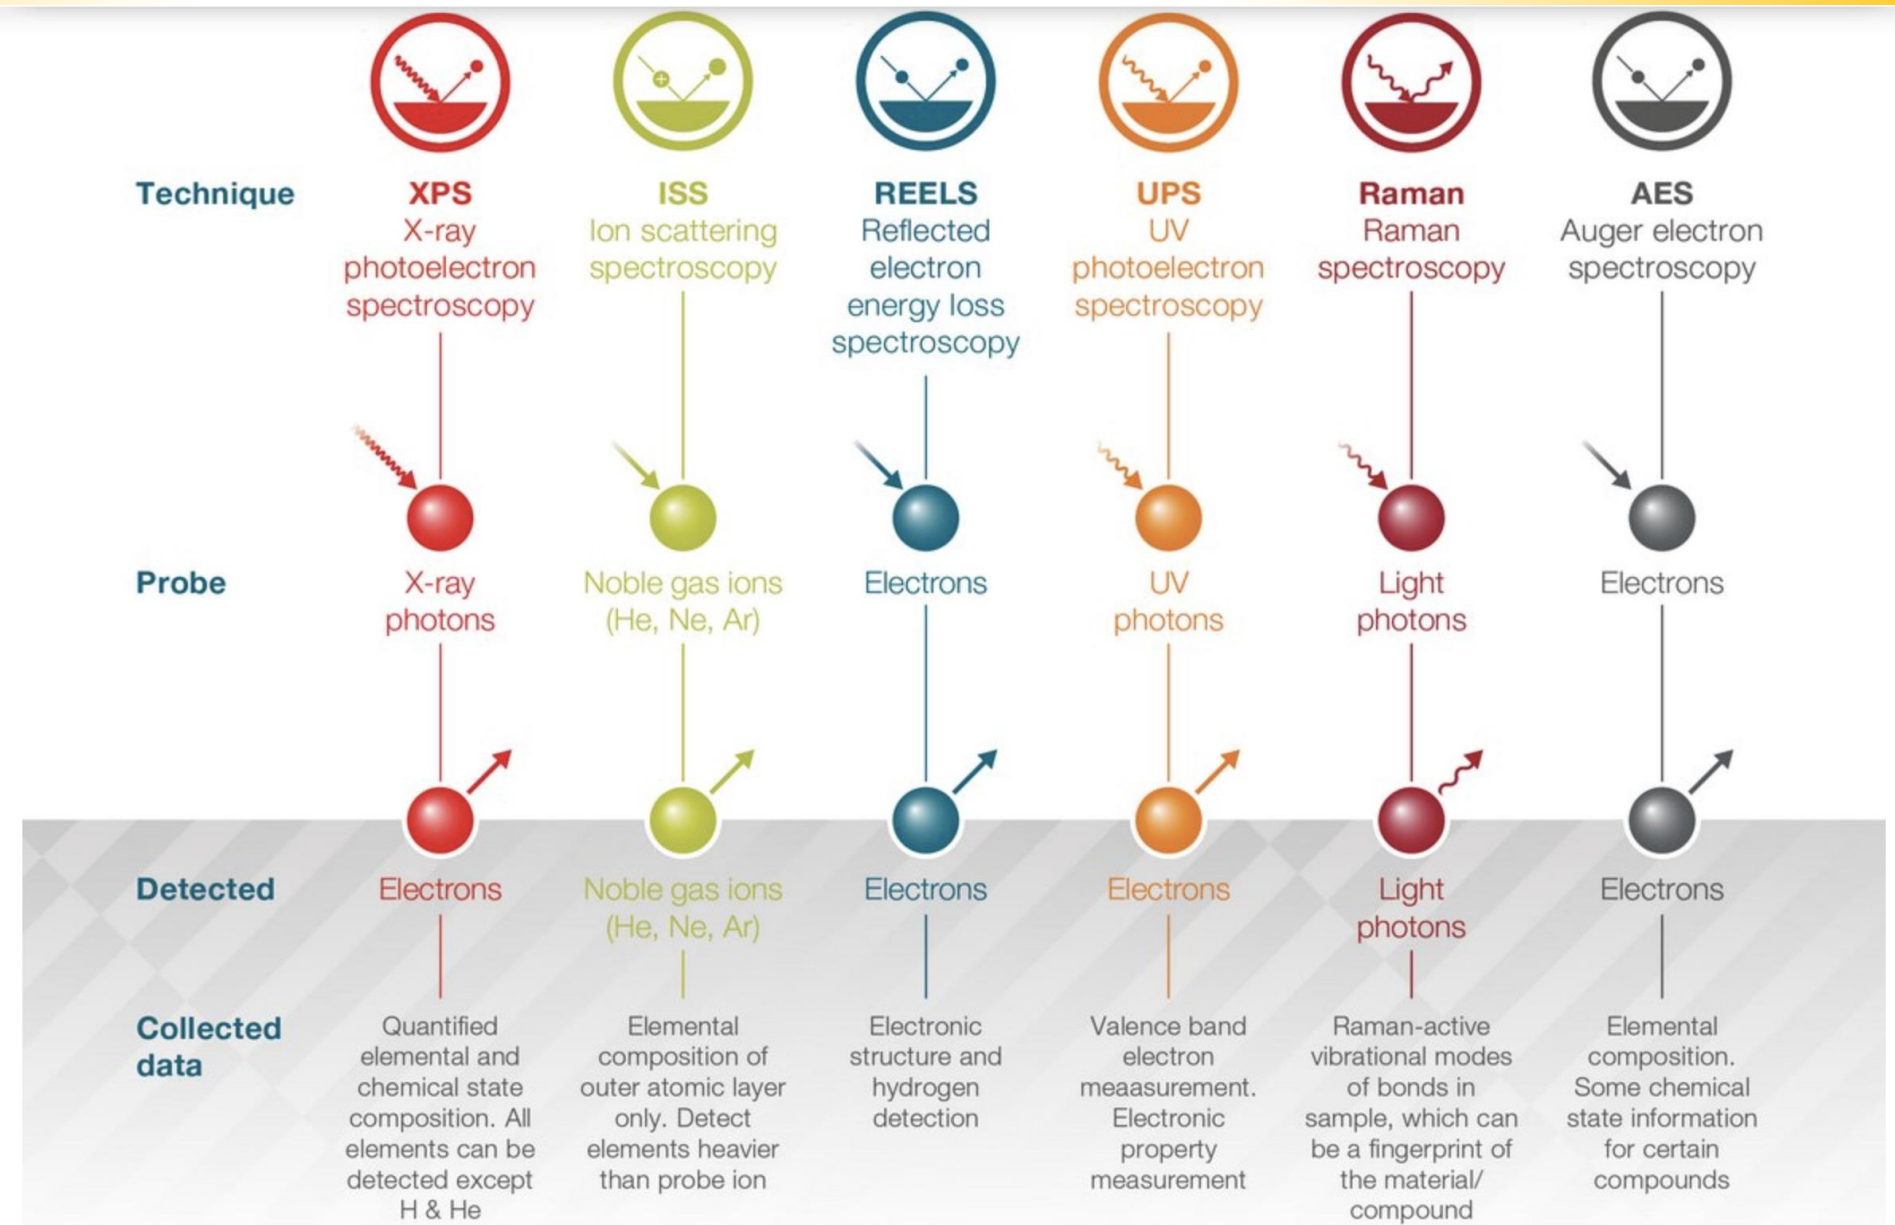 Technique
XPS
X-ray
photoelectron
spectroscopy
ISS
Ion scattering
spectroscopy
REELS
Reflected
electron
energy loss
spectroscopy
UPS
UV
photoelectron
spectroscopy
Raman
Raman
spectroscopy
AES
Auger electron
spectroscopy
Probe
X-ray
photons
Noble gas ions
(He, Ne, Ar)
Electrons
UV
photons
Light
photons
Electrons
Detected
Electrons
Noble gas ions
(He, Ne, Ar)
Electrons
Electrons
Light
photons
Electrons
Collected
data
Quantified
elemental and
chemical state
composition. All
elements can be
detected except
H & He
Elemental
composition of
outer atomic layer
only. Detect
elements heavier
than probe ion
Electronic
structure and
hydrogen
detection
Valence band
electron
meaasurement.
Electronic
property
measurement
Raman-active
vibrational modes
of bonds in
sample, which can
be a fingerprint of
the material/
compound
Elemental
composition.
Some chemical
state information
for certain
compounds